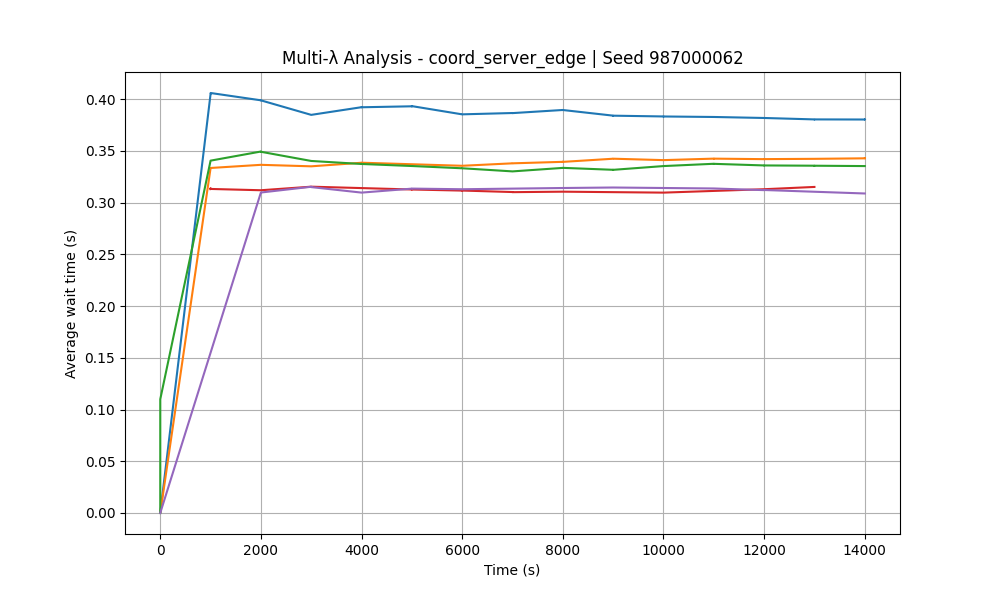 Multi-λ Analysis - coord_server_edge | Seed 987000062
Average wait time (s)
0.40
0.35
0.30
0.25
0.20
0.15
0.10
0.05
0.00
0 2000 4000 6000 8000 10000 12000 14000
Time (s)